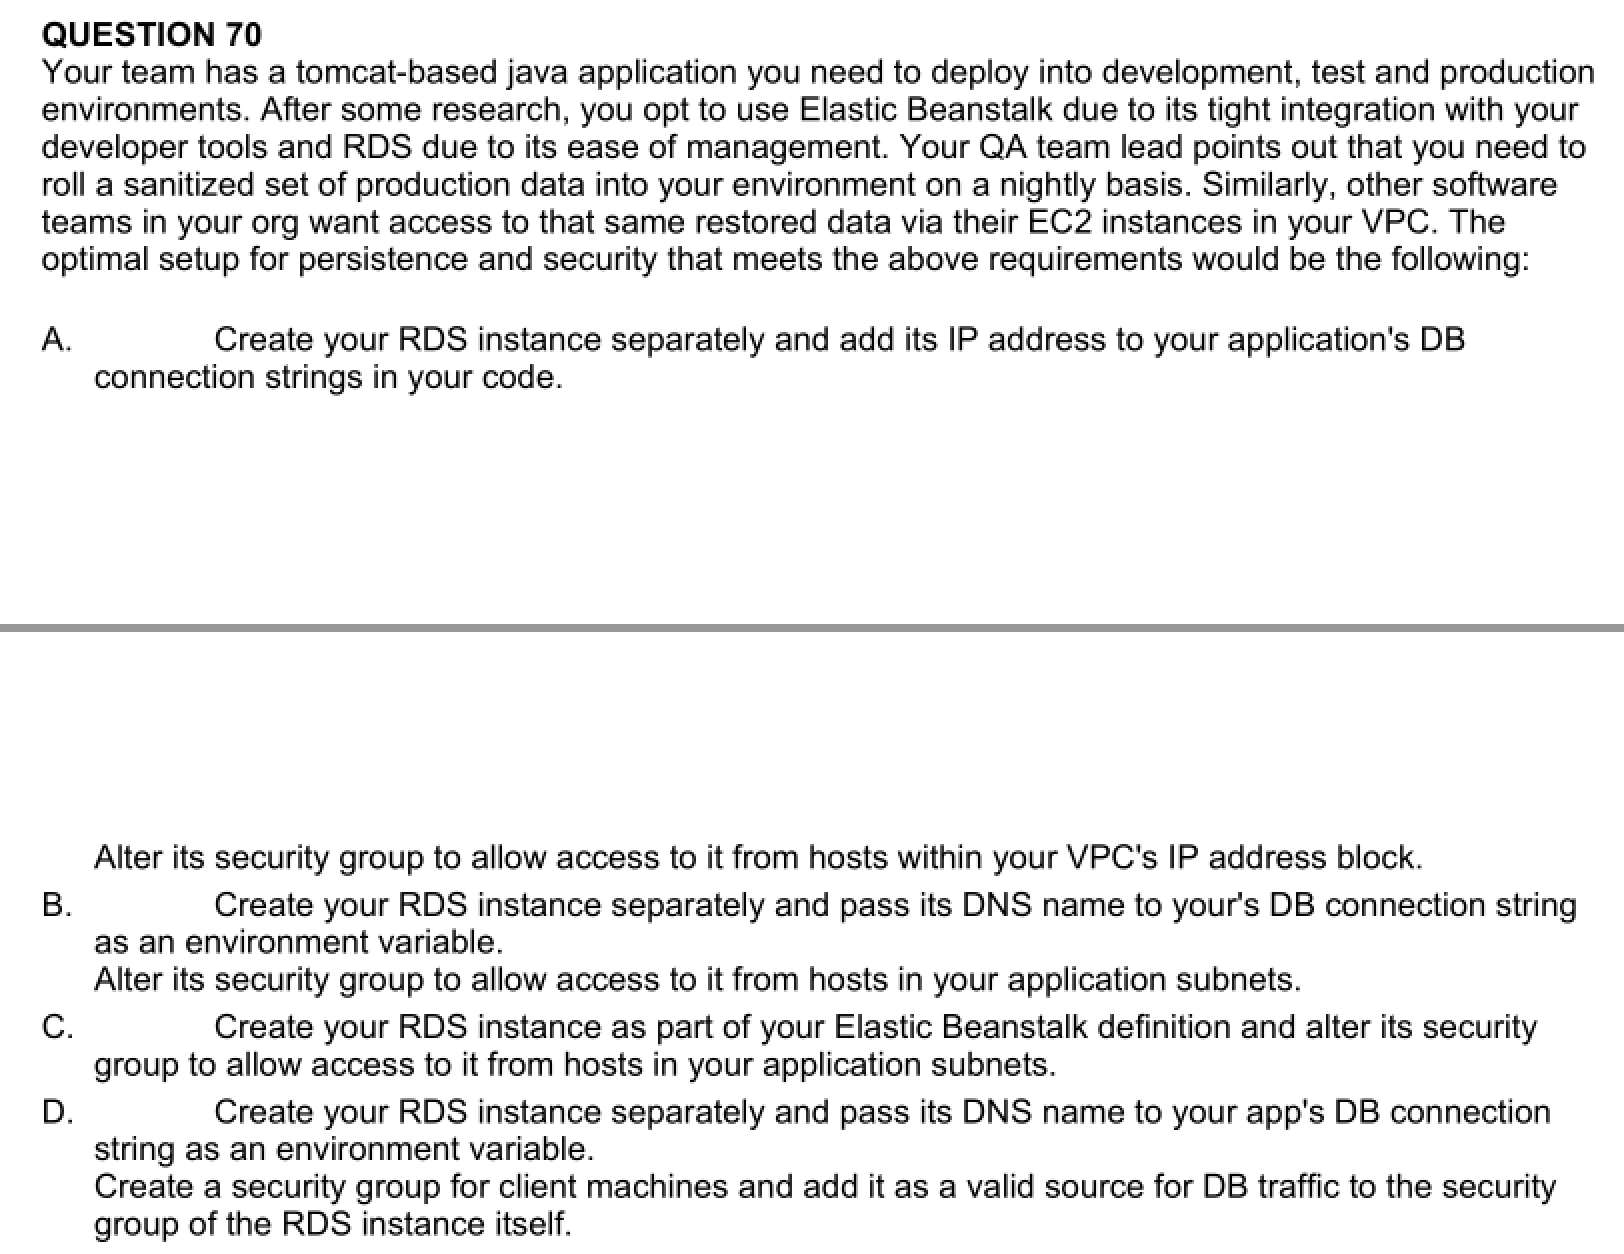 QUESTION 70
Your team has a tomcat-based java application you need to deploy into development, test and production
environments. After some research, you opt to use Elastic Beanstalk due to its tight integration with your
developer tools and RDS due to its ease of management. Your QA team lead points out that you need to
roll a sanitized set of production data into your environment on a nightly basis. Similarly, other software
teams in your org want access to that same restored data via their EC2 instances in your VPC. The
optimal setup for persistence and security that meets the above requirements would be the following:
A. Create your RDS instance separately and add its IP address to your application's DB
connection strings in your code.
Alter its security group to allow access to it from hosts within your VPC's IP address block.
B. Create your RDS instance separately and pass its DNS name to your's DB connection string
as an environment variable.
Alter its security group to allow access to it from hosts in your application subnets.
C. Create your RDS instance as part of your Elastic Beanstalk definition and alter its security
group to allow access to it from hosts in your application subnets.
D. Create your RDS instance separately and pass its DNS name to your app's DB connection
string as an environment variable.
Create a security group for client machines and add it as a valid source for DB traffic to the security
group of the RDS instance itself.